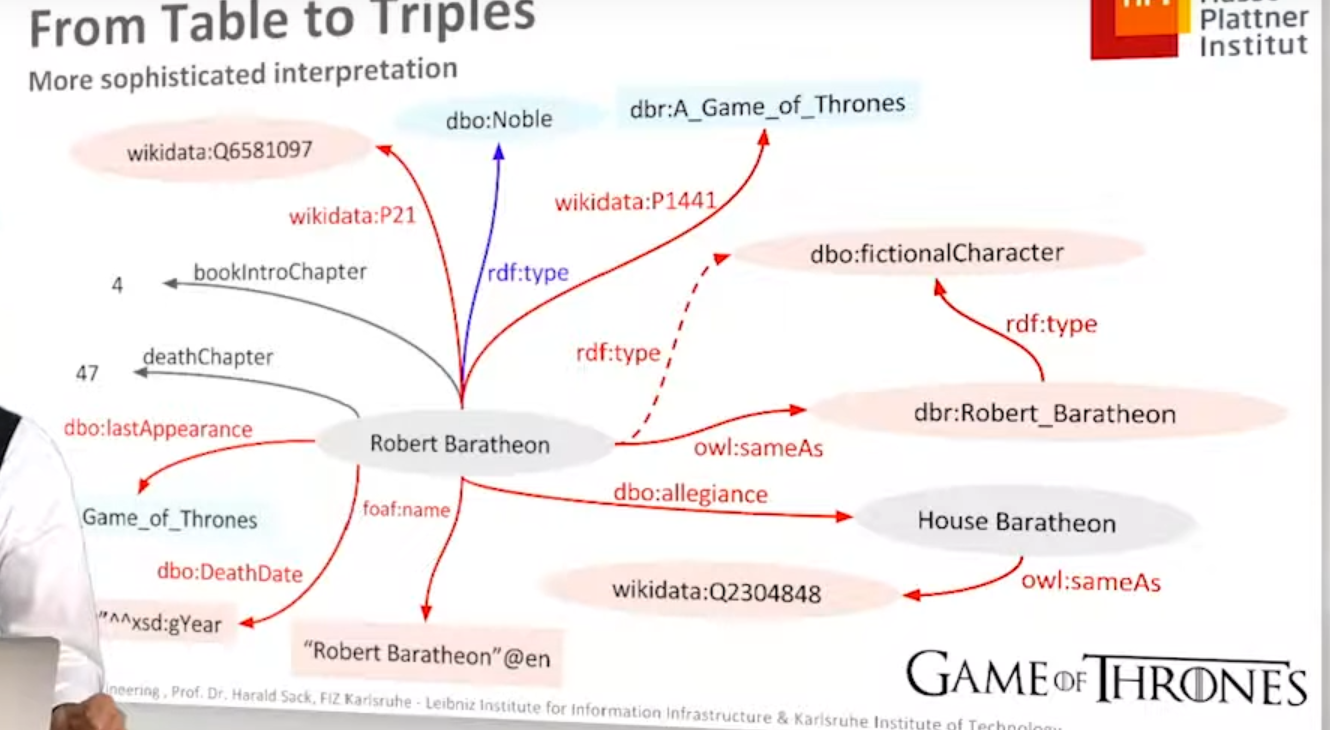 From Table to Triples
More sophisticated interpretation
Plattner
Institut
dbo:Noble
dbr:A_Game_of_Thrones
wikidata:Q6581097
wikidata:P21
wikidata:P1441
dbo:fictionalCharacter
4
bookIntroChapter
rdf:type
rdf:type
rdf:type
47
deathChapter
dbo:lastAppearance
Robert Baratheon
owl:sameAs
dbr:Robert_Baratheon
dbo:allegiance
Game_of_Thrones
foaf:name
House Baratheon
dbo:DeathDate
wikidata:Q2304848
owl:sameAs
"^^xsd:gYear
"Robert Baratheon"@en
GAME OF THRONES
neering , Prof. Dr. Harald Sack, FIZ Karlsruhe - Leibniz Institute for Information Infrastructure & Karlsruhe Institute of Technology